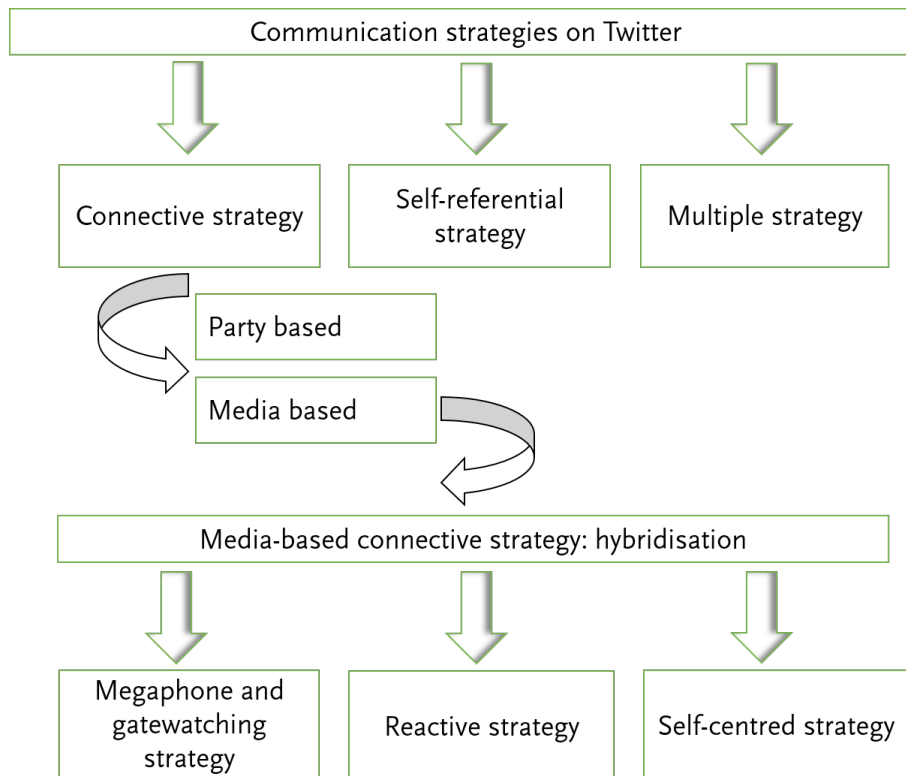 Communication strategies on Twitter
Connective strategy
Self-referential
strategy
Multiple strategy
Party based
Media based
Media-based connective strategy: hybridisation
Megaphone and
gatewatching
strategy
Reactive strategy
Self-centred strategy